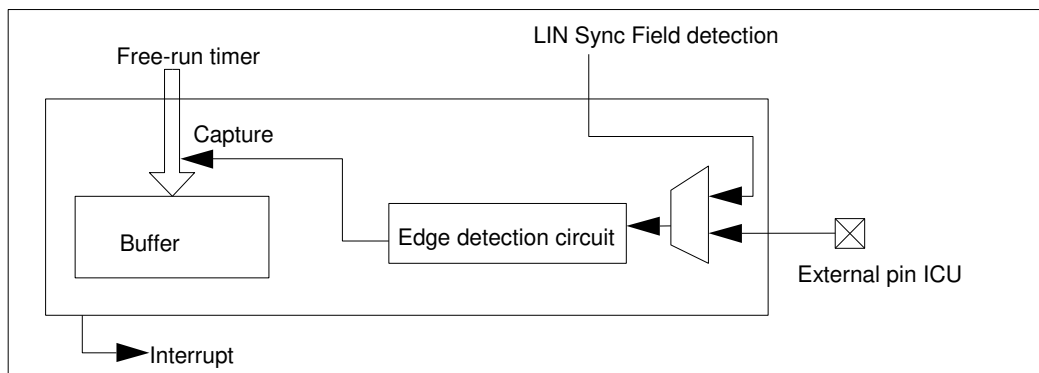 LIN Sync Field detection
Free-run timer
Capture
Buffer
Edge detection circuit
External pin ICU
Interrupt